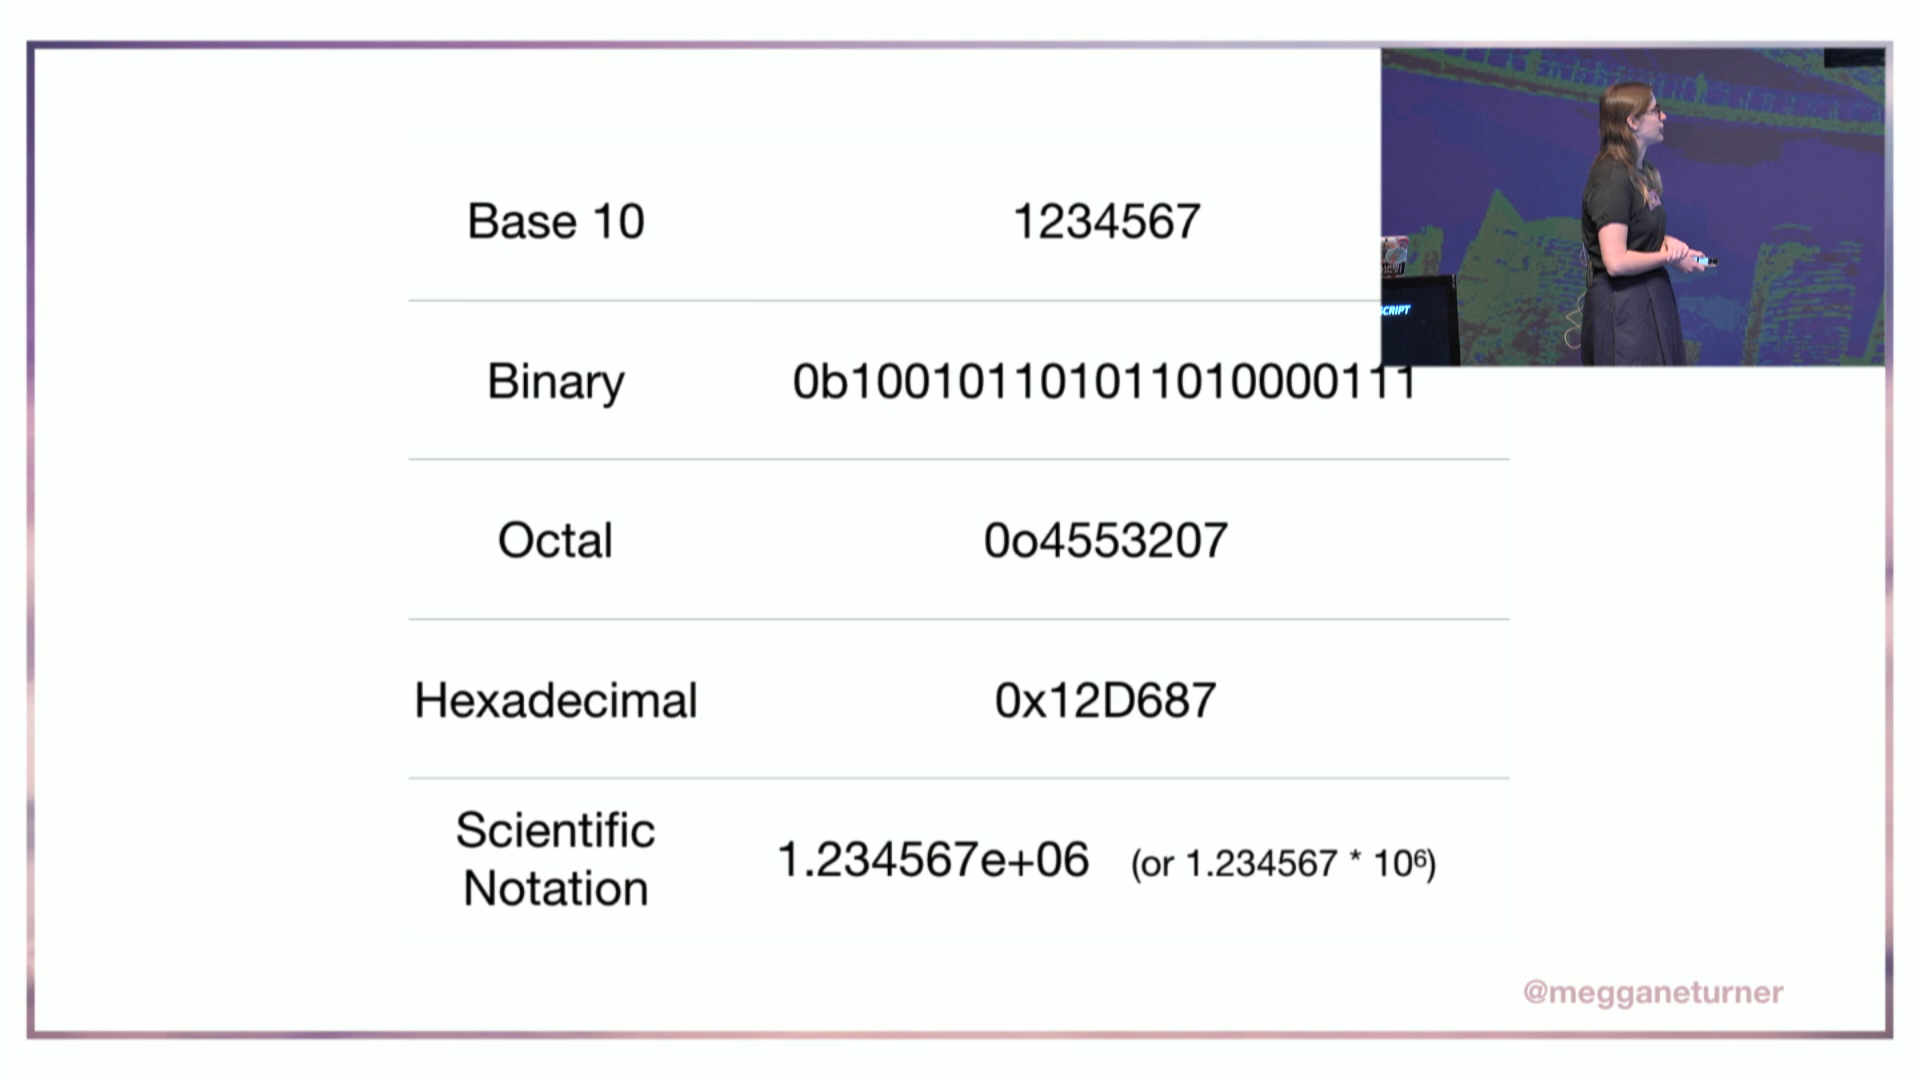 Base 10 1234567
Binary 0b100101101011010000111
Octal 0o4553207
Hexadecimal 0x12D687
Scientific
Notation
1.234567e+06 (or 1.234567 * 10⁶)
CRIPT
@megganeturner